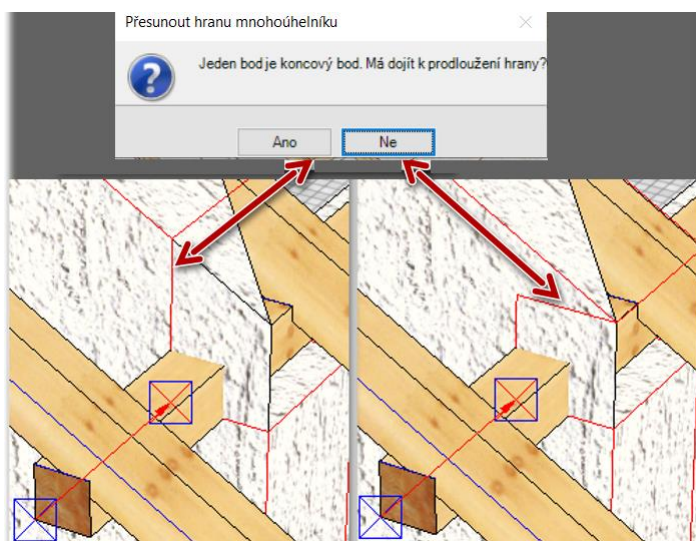 Přesunout hranu mnohoúhelníku
Jeden bod je koncový bod. Má dojít k prodloužení hrany?
Ano
Ne